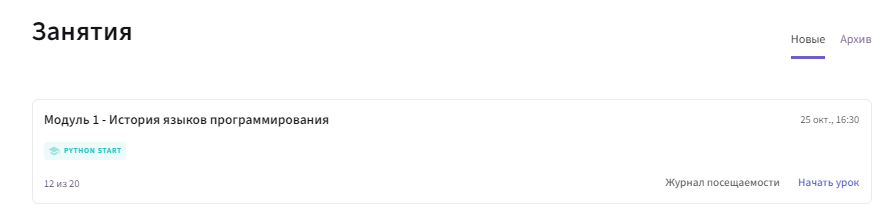 Занятия
Новые Архив
Модуль 1 - История языков программирования 25 окт., 16:30
PYTHON START
12 из 20 Журнал посещаемости Начать урок